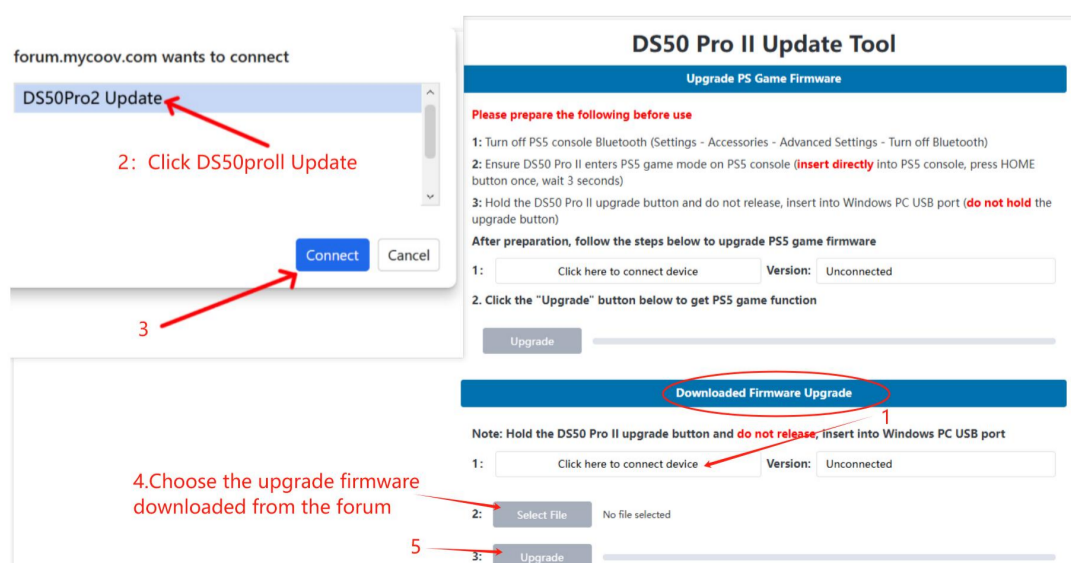 forum.mycoov.com wants to connect
DS50Pro2 Update
2: Click DS50proll Update
Connect
Cancel
3
DS50 Pro II Update Tool
Upgrade PS Game Firmware
Please prepare the following before use
1: Turn off PS5 console Bluetooth (Settings - Accessories - Advanced Settings - Turn off Bluetooth)
2: Ensure DS50 Pro II enters PS5 game mode on PS5 console (insert directly into PS5 console, press HOME
button once, wait 3 seconds)
3: Hold the DS50 Pro II upgrade button and do not release, insert into Windows PC USB port (do not hold the
upgrade button)
After preparation, follow the steps below to upgrade PS5 game firmware
1: Click here to connect device Version: Unconnected
2. Click the "Upgrade" button below to get PS5 game function
Upgrade
Downloaded Firmware Upgrade
1
Note: Hold the DS50 Pro II upgrade button and do not release, insert into Windows PC USB port
1: Click here to connect device Version: Unconnected
4.Choose the upgrade firmware
downloaded from the forum
2: Select File No file selected
5
3: Upgrade